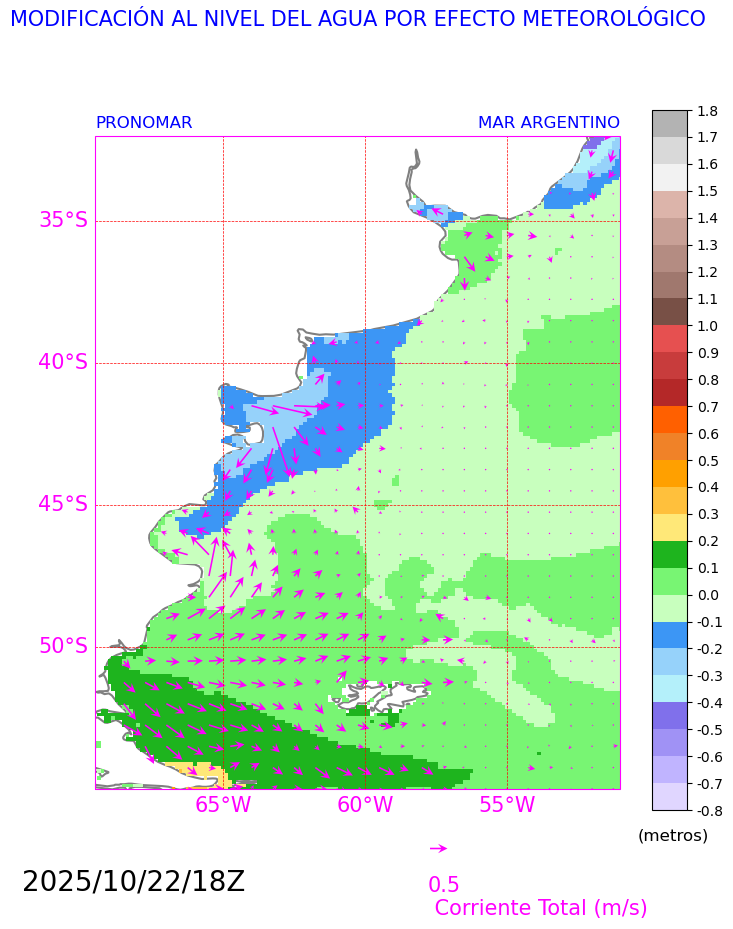 MODIFICACIÓN AL NIVEL DEL AGUA POR EFECTO METEOROLÓGICO
PRONOMAR
MAR ARGENTINO
35°S
40°S
45°S
50°S
65°W
60°W
55°W
1.8
1.7
1.6
1.5
1.4
1.3
1.2
1.1
1.0
0.9
0.8
0.7
0.6
0.5
0.4
0.3
0.2
0.1
0.0
-0.1
-0.2
-0.3
-0.4
-0.5
-0.6
-0.7
-0.8
(metros)
2025/10/22/18Z
0.5
Corriente Total (m/s)